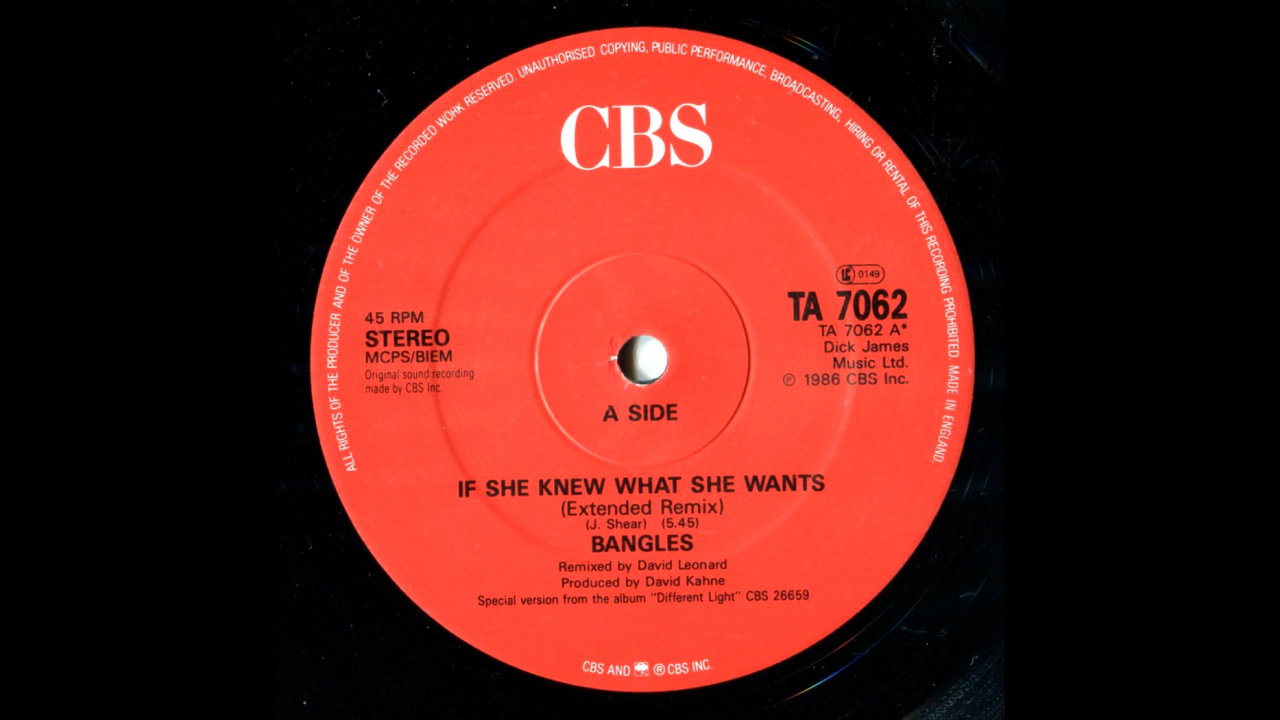 ALL RIGHTS OF THE PRODUCER AND OF THE OWNER OF THE RECORDED WORK RESERVED. UNAUTHORISED COPYING, PUBLIC PERFORMANCE, BROADCASTING, HIRING OR RENTAL OF THIS RECORDING PROHIBITED. MADE IN ENGLAND.
CBS
45 RPM
STEREO
MCPS/BIEM
Original sound recording
made by CBS Inc.
LC 0149
TA 7062
TA 7062 A*
Dick James
Music Ltd.
℗ 1986 CBS Inc.
A SIDE
IF SHE KNEW WHAT SHE WANTS
(Extended Remix)
(J. Shear) (5.45)
BANGLES
Remixed by David Leonard
Produced by David Kahne
Special version from the album "Different Light" CBS 26659
CBS AND ® CBS INC.